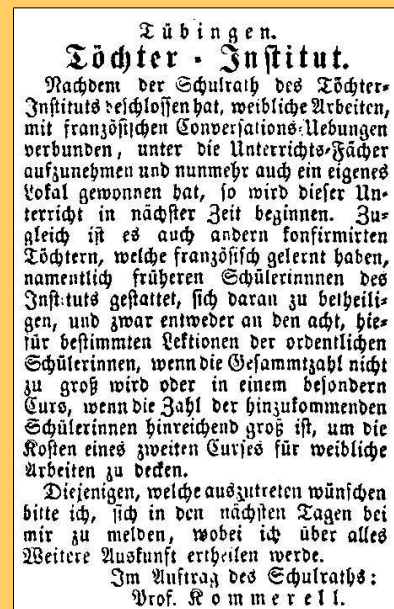 Tübingen.
Töchter-Institut.
Nachdem der Schulrath des Töchter-
Instituts beschlossen hat, weibliche Arbeiten,
mit französischen Conversations-Uebungen
verbunden, unter die Unterrichts-Fächer
aufzunehmen und nunmehr auch ein eigenes
Lokal gewonnen hat, so wird dieser Un-
terricht in nächster Zeit beginnen. Zu-
gleich ist es auch andern konfirmirten
Töchtern, welche französisch gelernt haben,
namentlich früheren Schülerinnnen des
Instituts gestattet, sich daran zu betheili-
gen, und zwar entweder an den acht, hie-
für bestimmten Lektionen der ordentlichen
Schülerinnen, wenn die Gesammtzahl nicht
zu groß wird oder in einem besondern
Curs, wenn die Zahl der hinzukommenden
Schülerinnen hinreichend groß ist, um die
Kosten eines zweiten Curses für weibliche
Arbeiten zu decken.
Diejenigen, welche auszutreten wünschen
bitte ich, sich in den nächsten Tagen bei
mir zu melden, wobei ich über alles
Weitere Auskunft ertheilen werde.
Im Auftrag des Schulraths:
Prof. Kommerell.